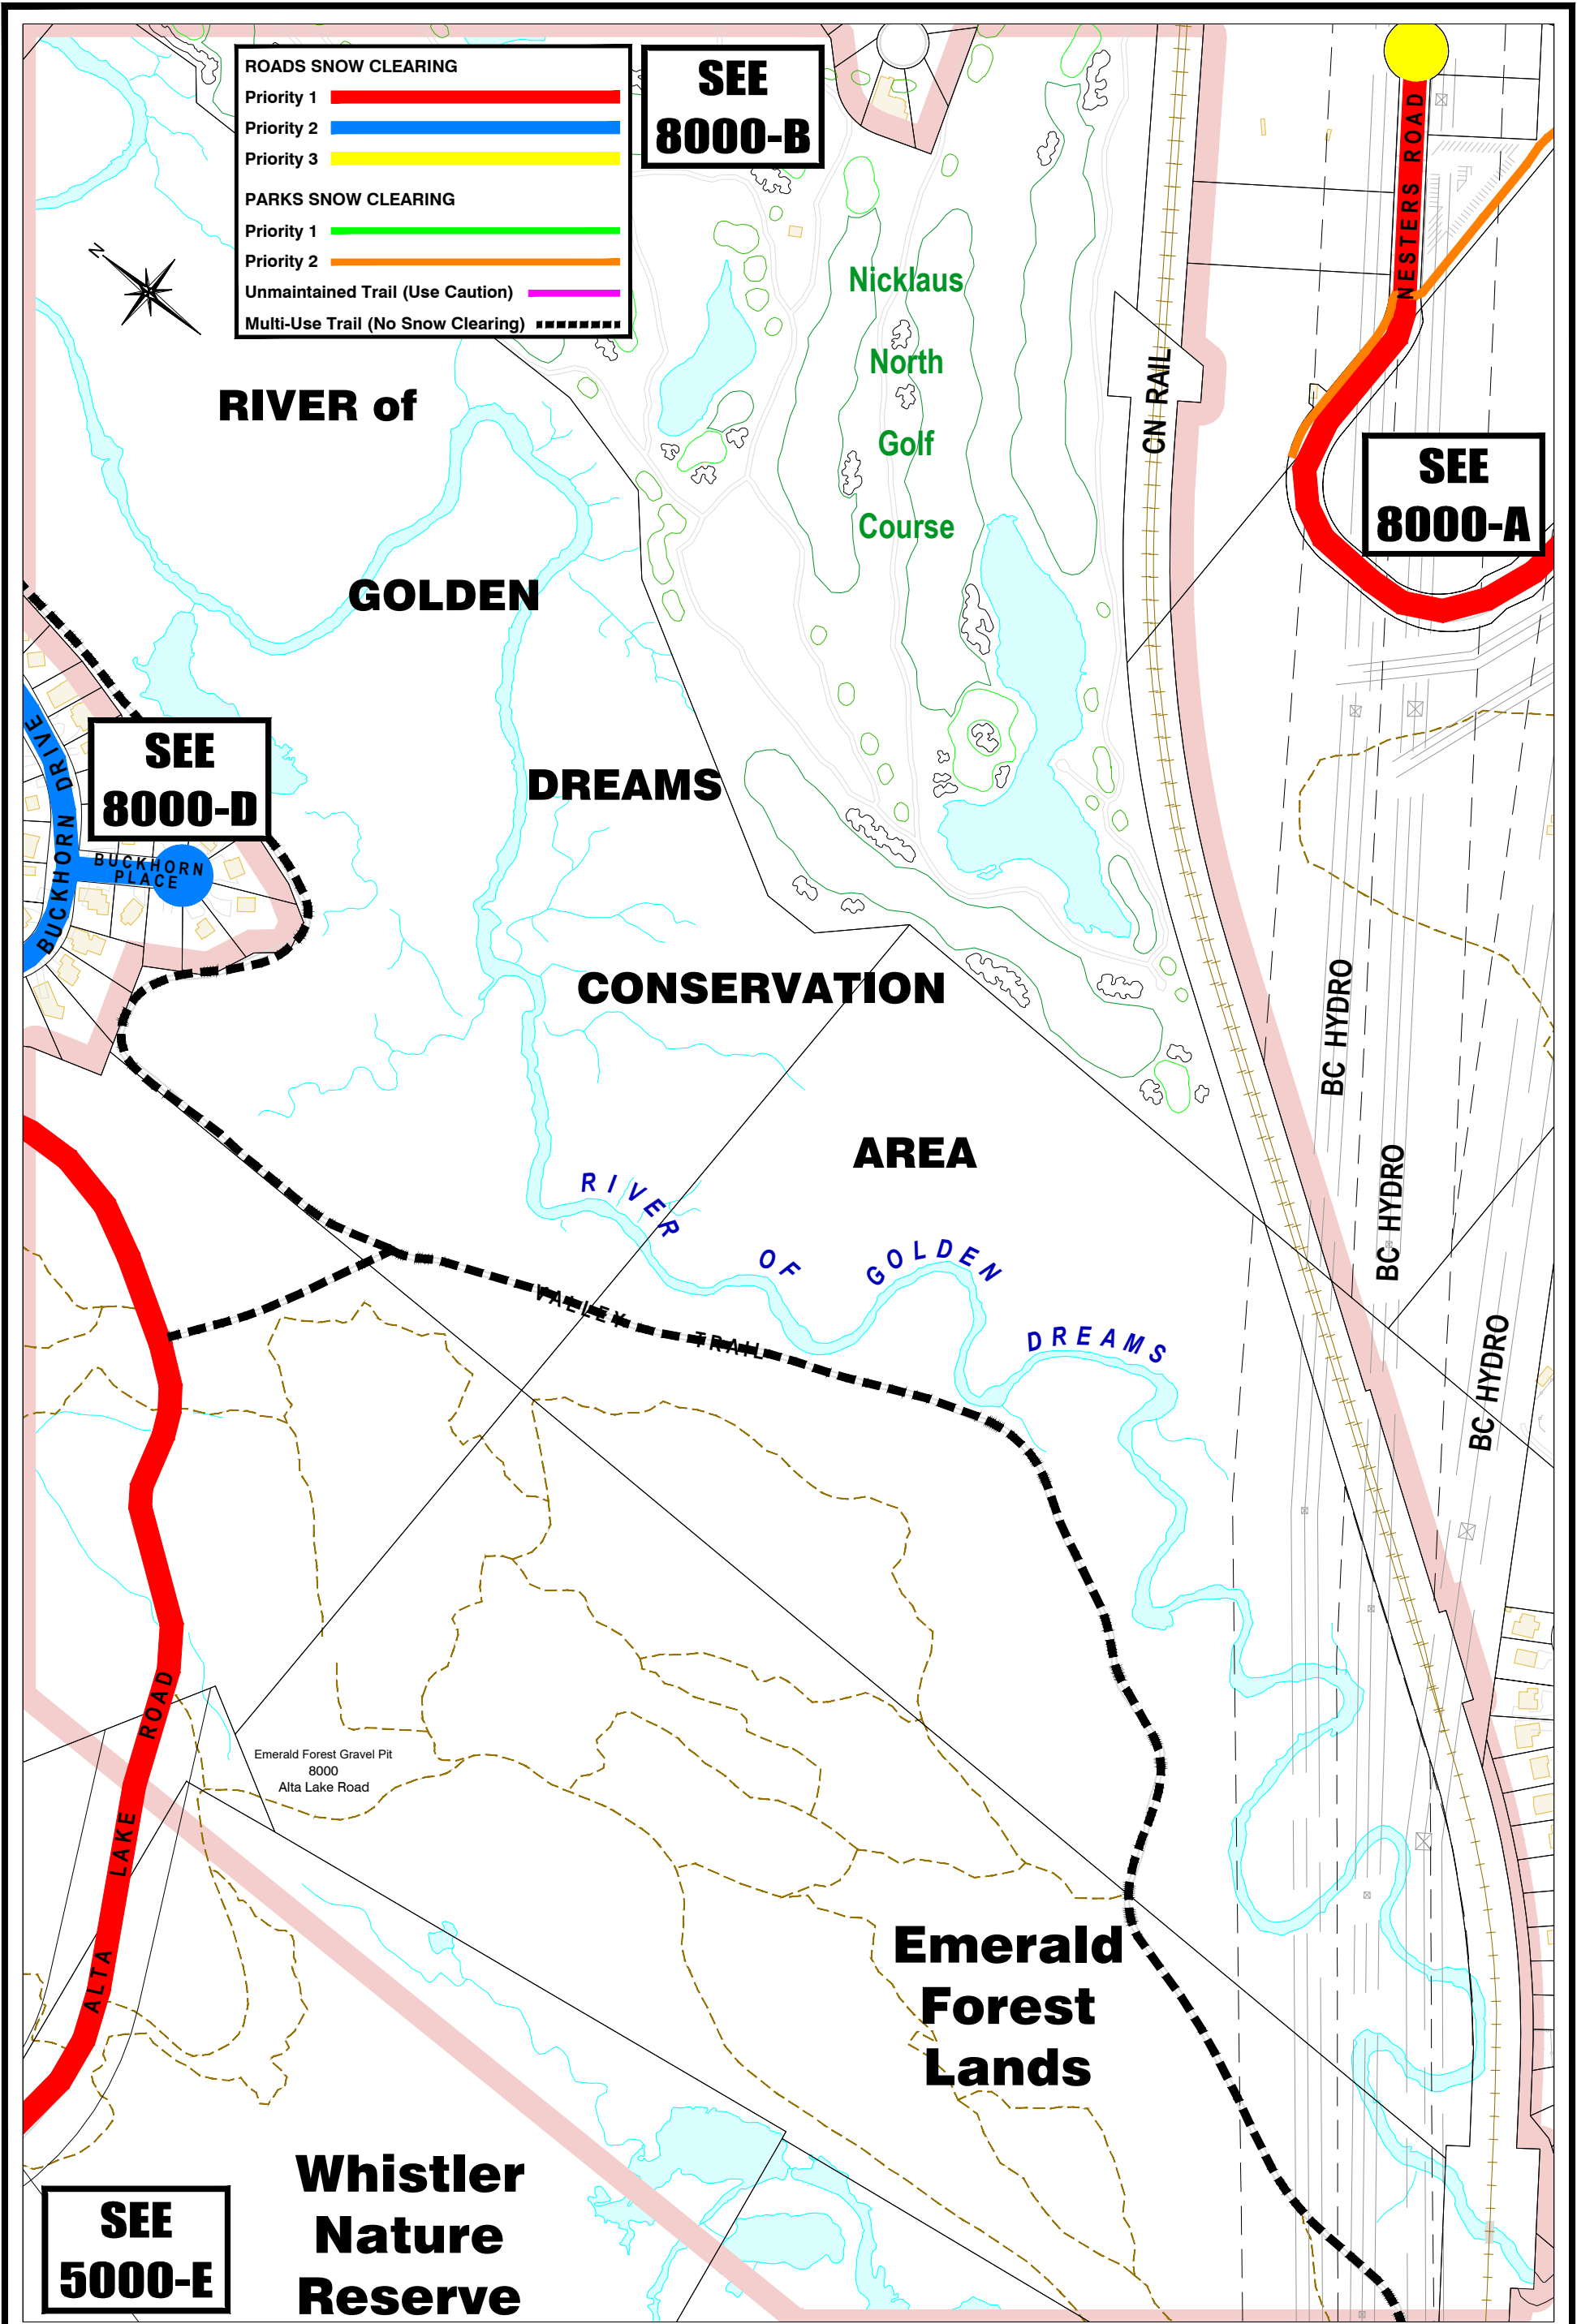 ROADS SNOW CLEARING
Priority 1
Priority 2
Priority 3
PARKS SNOW CLEARING
Priority 1
Priority 2
Unmaintained Trail (Use Caution)
Multi-Use Trail (No Snow Clearing)
SEE
8000-B
N
NESTERS ROAD
Nicklaus
North
Golf
Course
CN RAIL
RIVER of
GOLDEN
DREAMS
CONSERVATION
AREA
SEE
8000-A
SEE
8000-D
BUCKHORN DRIVE
BUCKHORN
PLACE
BC HYDRO
BC HYDRO
BC HYDRO
RIVER OF GOLDEN DREAMS
VALLEY TRAIL
ALTA LAKE ROAD
Emerald Forest Gravel Pit
8000
Alta Lake Road
Emerald
Forest
Lands
Whistler
Nature
Reserve
SEE
5000-E